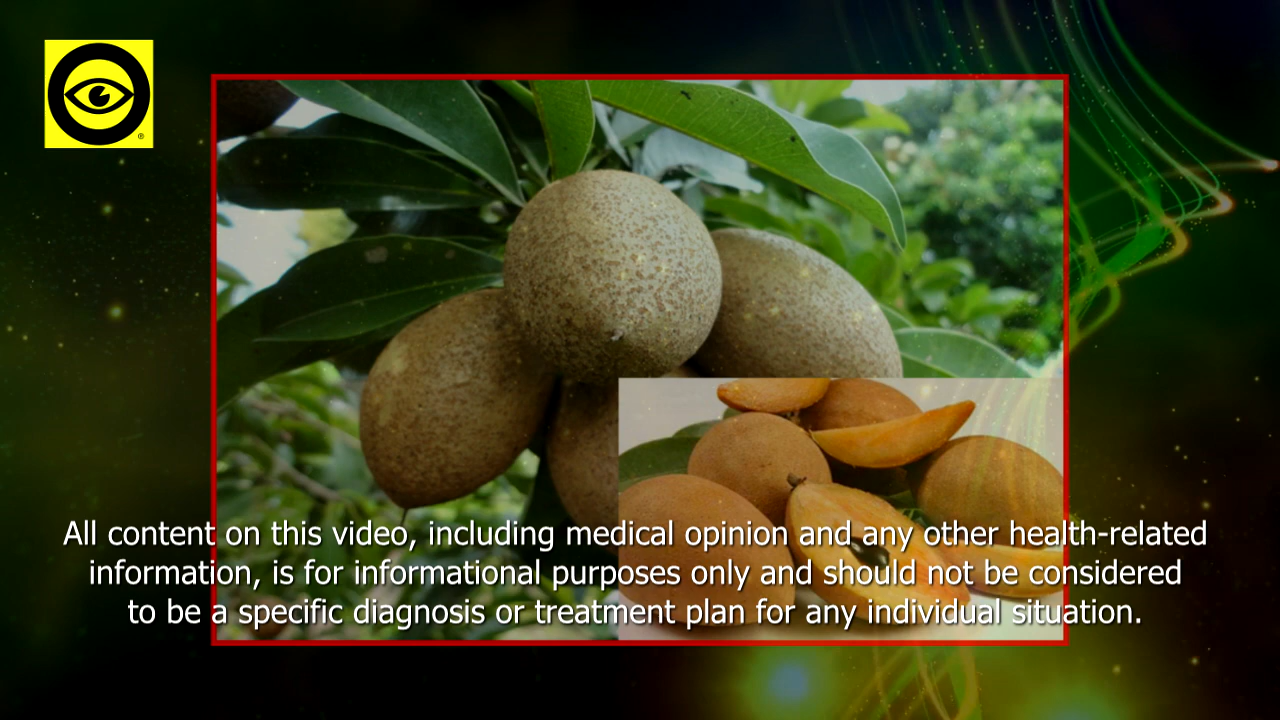 ®
All content on this video, including medical opinion and any other health-related
information, is for informational purposes only and should not be considered
to be a specific diagnosis or treatment plan for any individual situation.